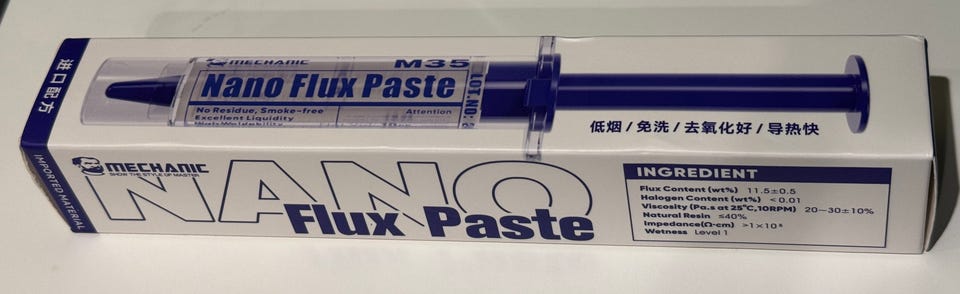 进口配方
MECHANIC
M35
Nano Flux Paste
No Residue, Smoke-free
Attention
Excellent Liquidity
LOT.NO:
低烟/免洗/去氧化好/导热快
IMPORTED MATERIAL
MECHANIC
SHOW THE STYLE OF MASTER
NANO
Flux Paste
INGREDIENT
Flux Content(wt%) 11.5±0.5
Halogen Content(wt%) <0.01
Viscosity (Pa.s at 25℃,10RPM) 20~30±10%
Natural Resin ≤40%
Impedance(Ω·cm) >1×10⁸
Wetness Level 1